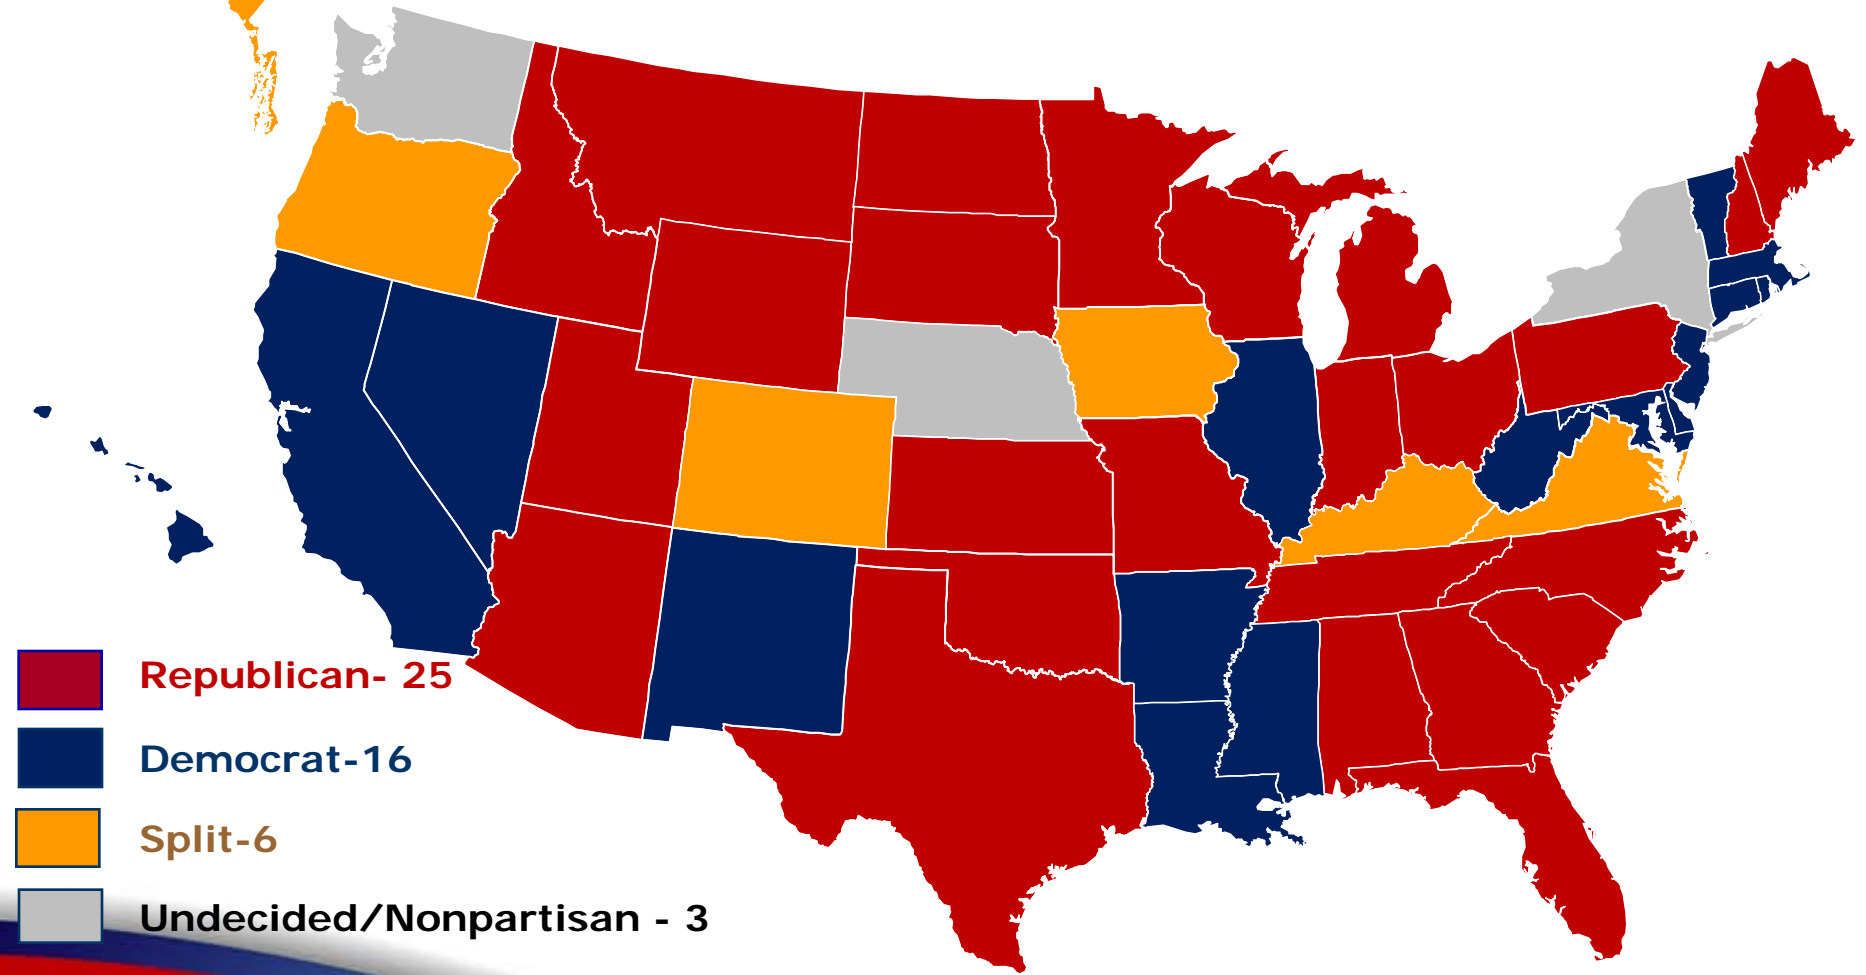 Republican- 25
Democrat-16
Split-6
Undecided/Nonpartisan - 3